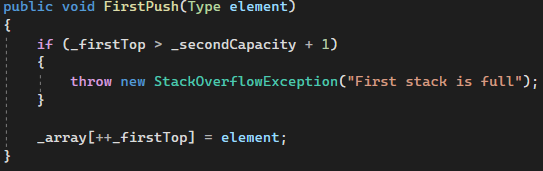 public void FirstPush(Type element)
{
if (_firstTop > _secondCapacity + 1)
{
throw new StackOverflowException("First stack is full");
}
_array[++_firstTop] = element;
}